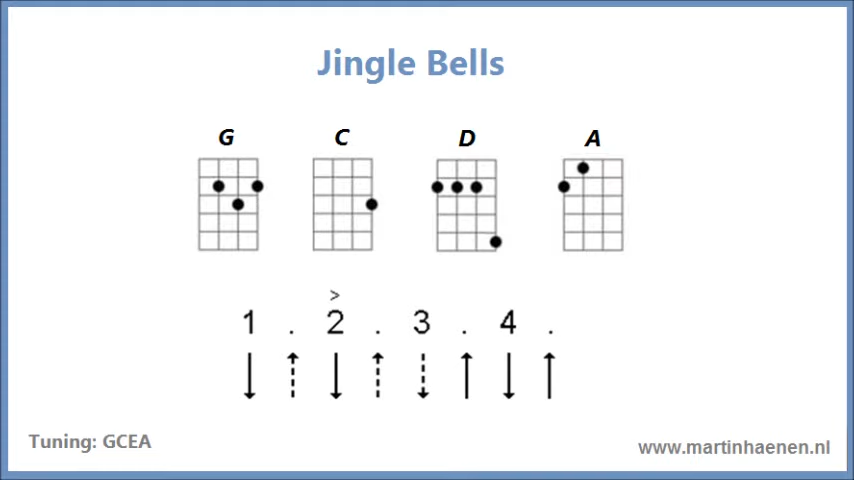 Jingle Bells
G C D A
>
1 . 2 . 3 . 4 .
Tuning: GCEA
www.martinhaenen.nl